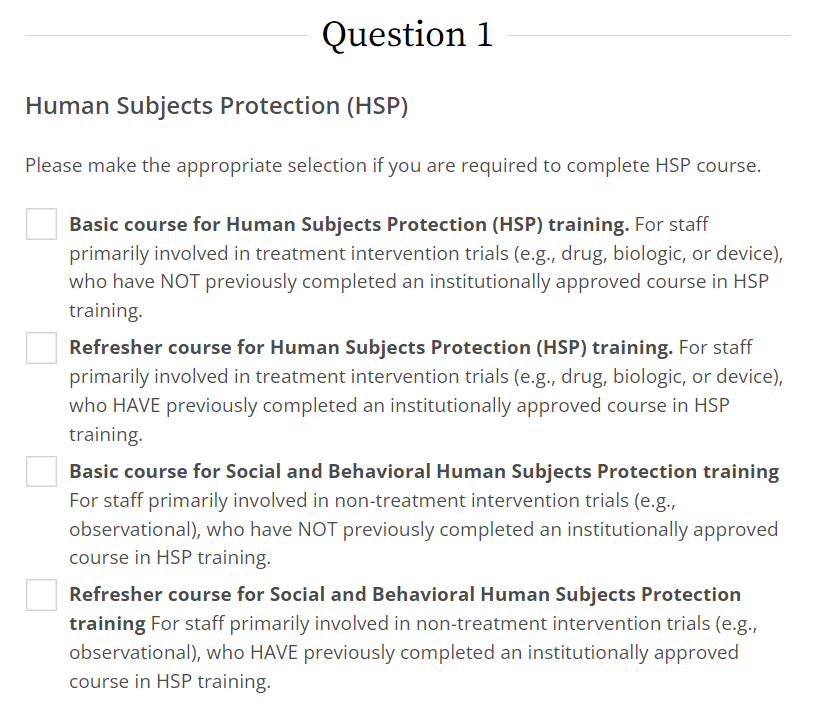 Question 1
Human Subjects Protection (HSP)
Please make the appropriate selection if you are required to complete HSP course.
Basic course for Human Subjects Protection (HSP) training. For staff
primarily involved in treatment intervention trials (e.g., drug, biologic, or device),
who have NOT previously completed an institutionally approved course in HSP
training.
Refresher course for Human Subjects Protection (HSP) training. For staff
primarily involved in treatment intervention trials (e.g., drug, biologic, or device),
who HAVE previously completed an institutionally approved course in HSP
training.
Basic course for Social and Behavioral Human Subjects Protection training
For staff primarily involved in non-treatment intervention trials (e.g.,
observational), who have NOT previously completed an institutionally approved
course in HSP training.
Refresher course for Social and Behavioral Human Subjects Protection
training For staff primarily involved in non-treatment intervention trials (e.g.,
observational), who HAVE previously completed an institutionally approved
course in HSP training.